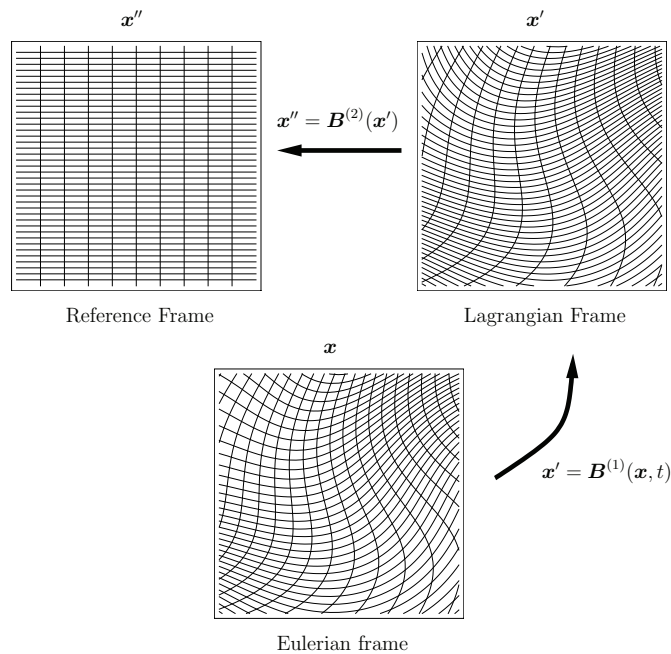 x′′
x′
x′′ = B⁽²⁾(x′)
Reference Frame
Lagrangian Frame
x
x′ = B⁽¹⁾(x, t)
Eulerian frame